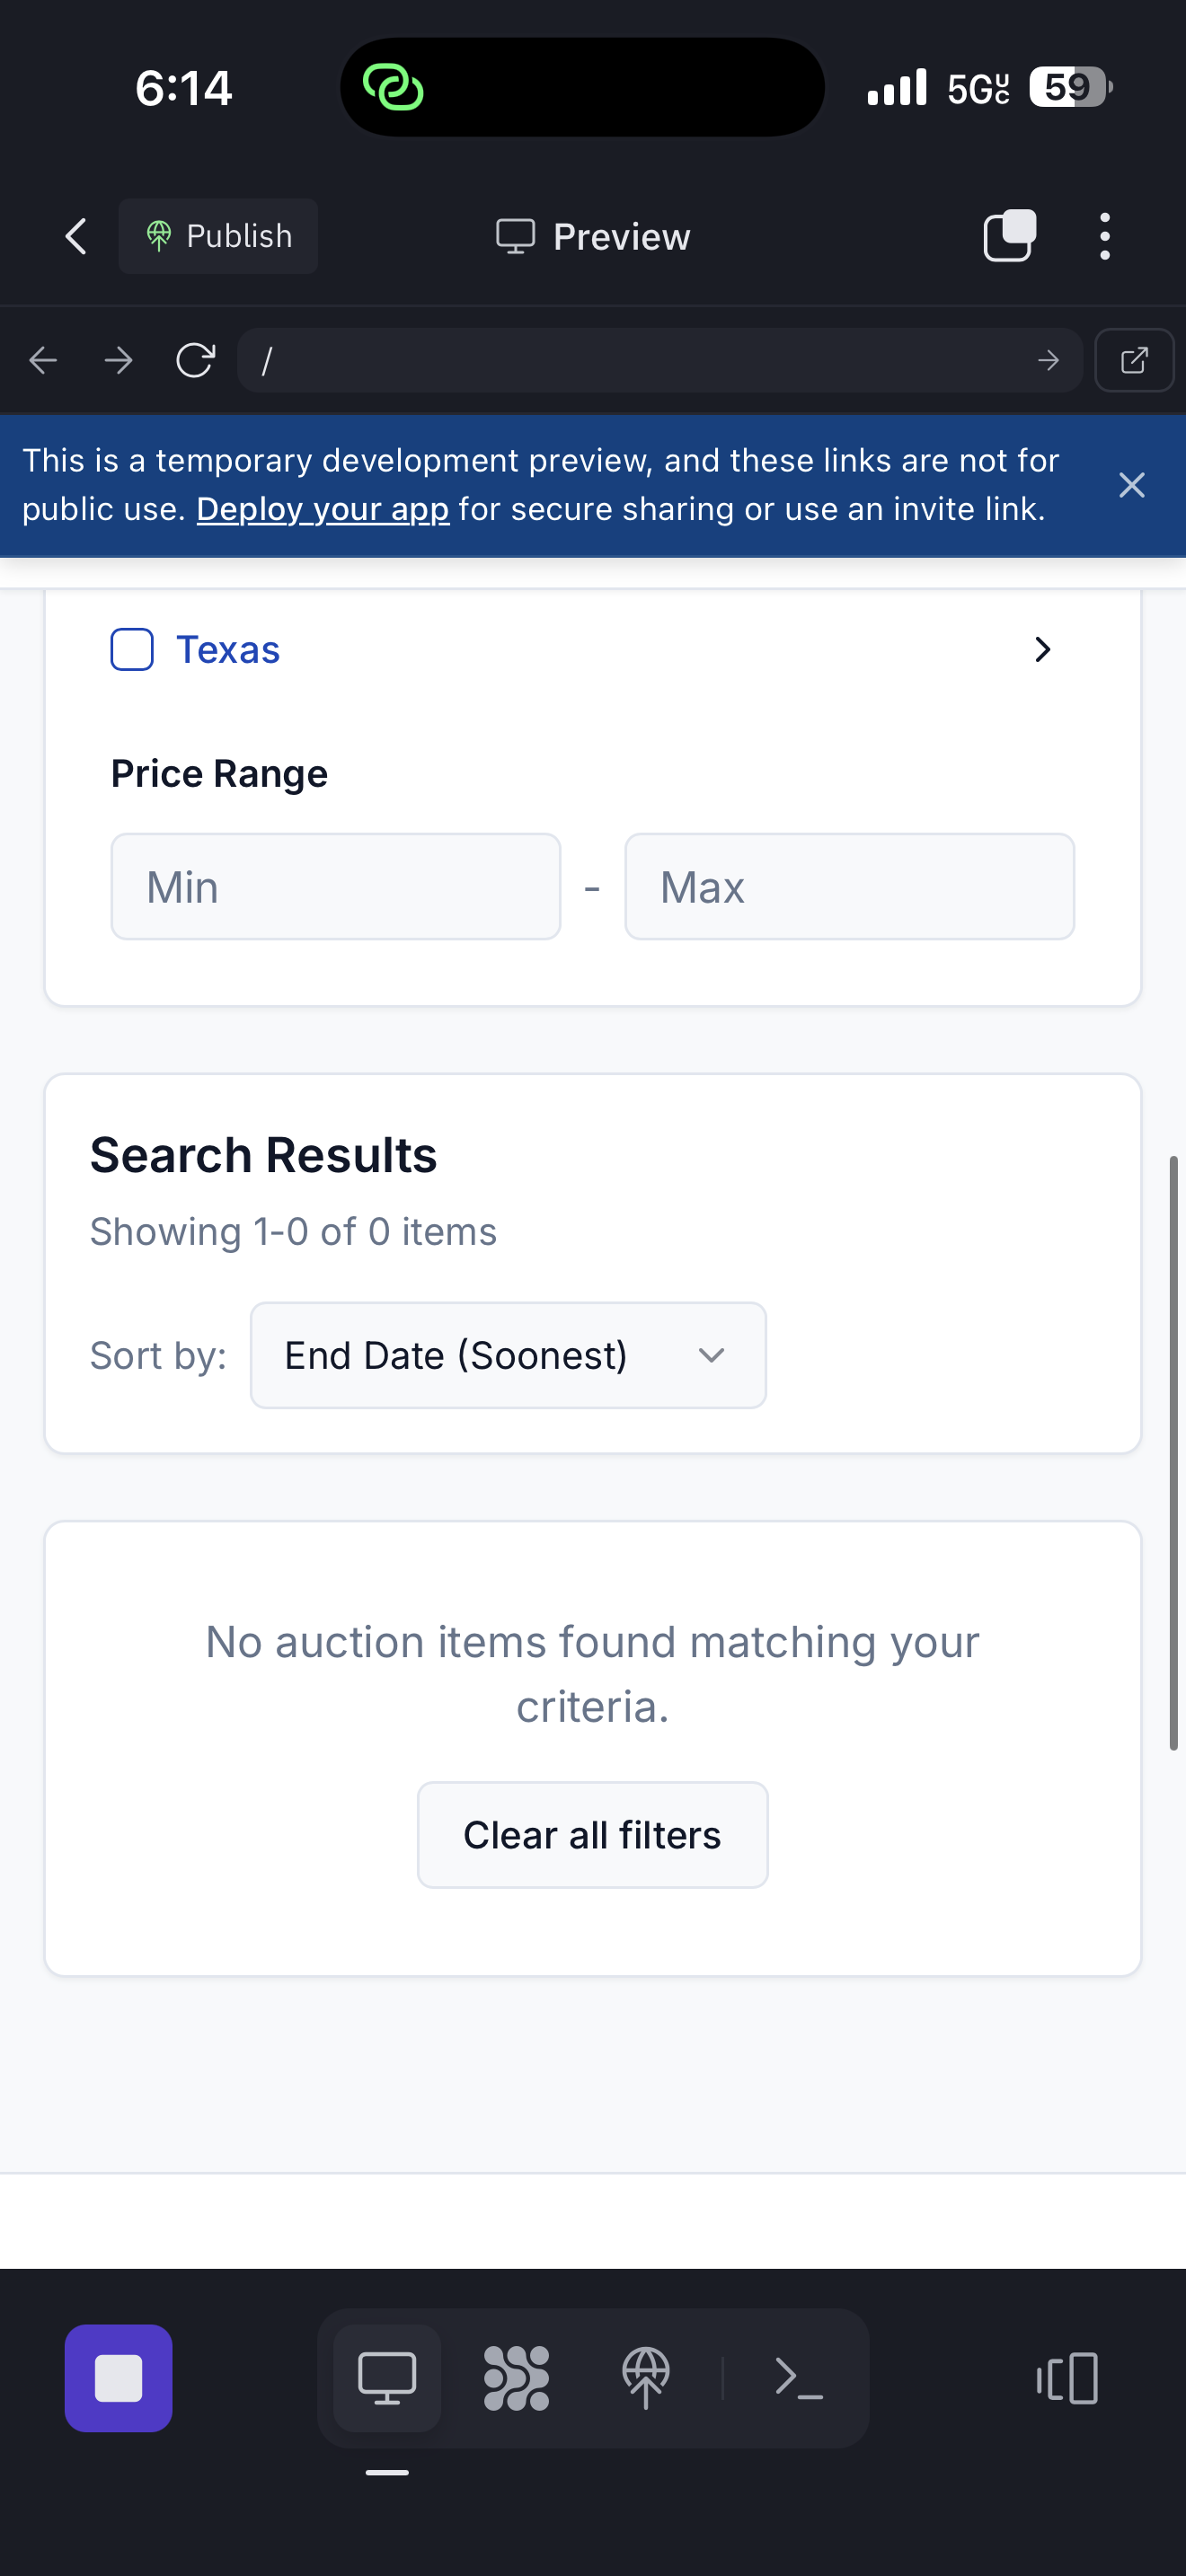 6:14
5G UC
59
Publish
Preview
/
This is a temporary development preview, and these links are not for
public use. Deploy your app for secure sharing or use an invite link.
Texas
Price Range
Min - Max
Search Results
Showing 1-0 of 0 items
Sort by: End Date (Soonest)
No auction items found matching your
criteria.
Clear all filters